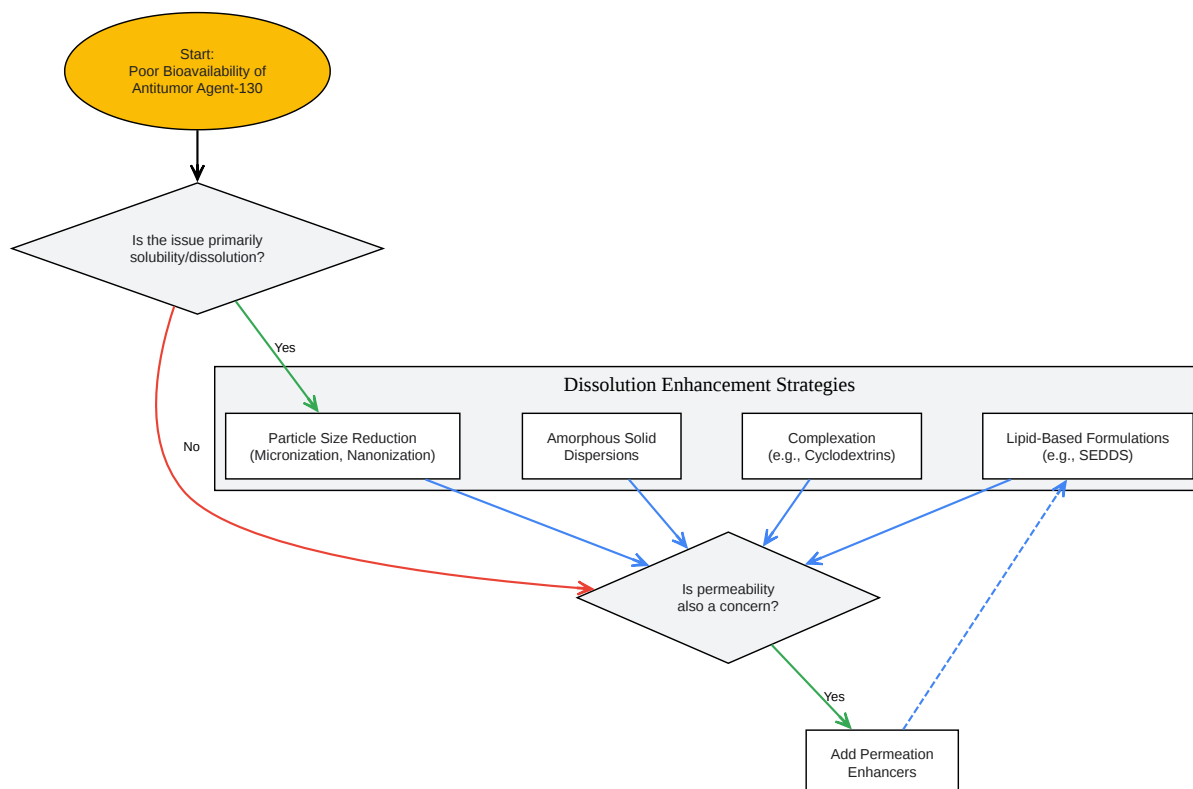 Start:
Poor Bioavailability of
Antitumor Agent-130
Is the issue primarily
solubility/dissolution?
Yes
No
Dissolution Enhancement Strategies
Particle Size Reduction
(Micronization, Nanonization)
Amorphous Solid
Dispersions
Complexation
(e.g., Cyclodextrins)
Lipid-Based Formulations
(e.g., SEDDS)
Is permeability
also a concern?
Yes
Add Permeation
Enhancers